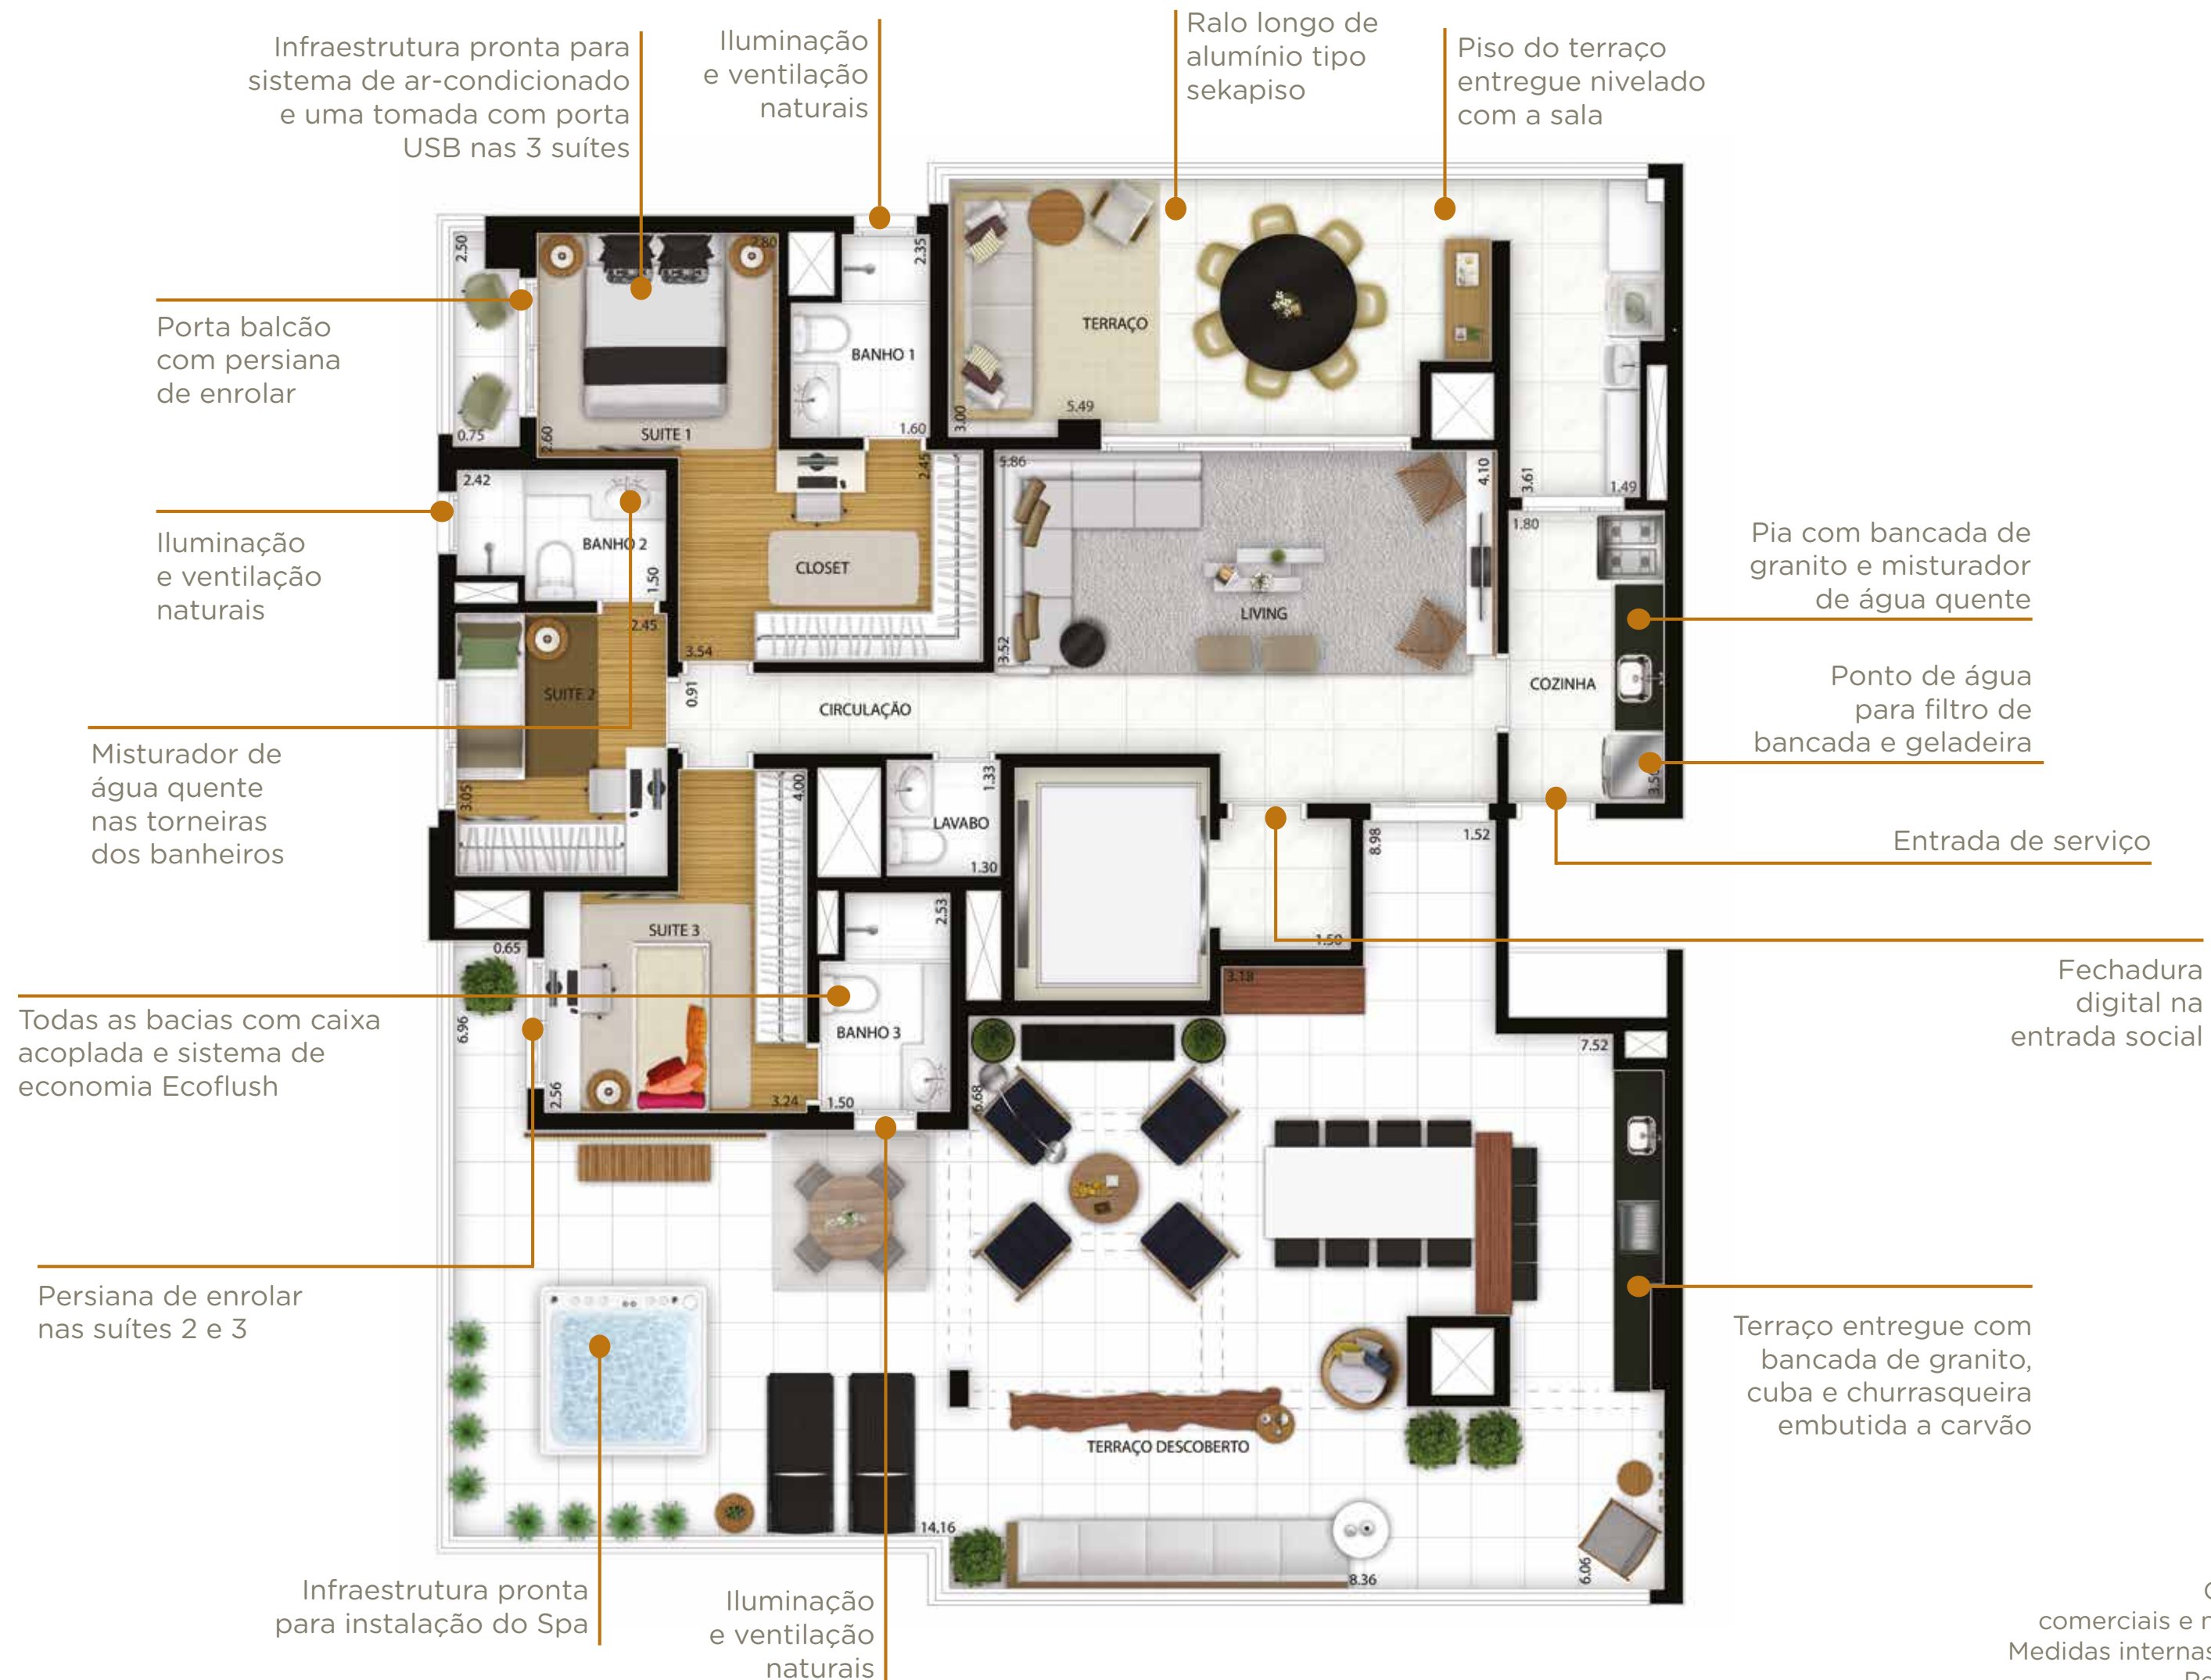 Infraestrutura pronta para
sistema de ar-condicionado
e uma tomada com porta
USB nas 3 suítes
Iluminação
e ventilação
naturais
Ralo longo de
alumínio tipo
sekapiso
Piso do terraço
entregue nivelado
com a sala
Porta balcão
com persiana
de enrolar
Iluminação
e ventilação
naturais
Misturador de
água quente
nas torneiras
dos banheiros
Todas as bacias com caixa
acoplada e sistema de
economia Ecoflush
Persiana de enrolar
nas suítes 2 e 3
Infraestrutura pronta
para instalação do Spa
Iluminação
e ventilação
naturais
Pia com bancada de
granito e misturador
de água quente
Ponto de água
para filtro de
bancada e geladeira
Entrada de serviço
Fechadura
digital na
entrada social
Terraço entregue com
bancada de granito,
cuba e churrasqueira
embutida a carvão
2.50
2.80
2.35
0.75
2.60
SUITE 1
BANHO 1
1.60
TERRAÇO
5.49
3.00
2.42
BANHO 2
1.50
2.45
CLOSET
3.54
5.86
4.10
LIVING
3.52
3.61
1.49
1.80
COZINHA
3.50
2.45
SUITE 2
3.05
0.91
CIRCULAÇÃO
4.00
1.33
LAVABO
1.30
8.98
1.52
1.50
0.65
6.96
SUITE 3
2.56
3.24
2.53
BANHO 3
1.50
3.18
6.68
7.52
TERRAÇO DESCOBERTO
14.16
8.36
6.06
comerciais e
Medidas internas